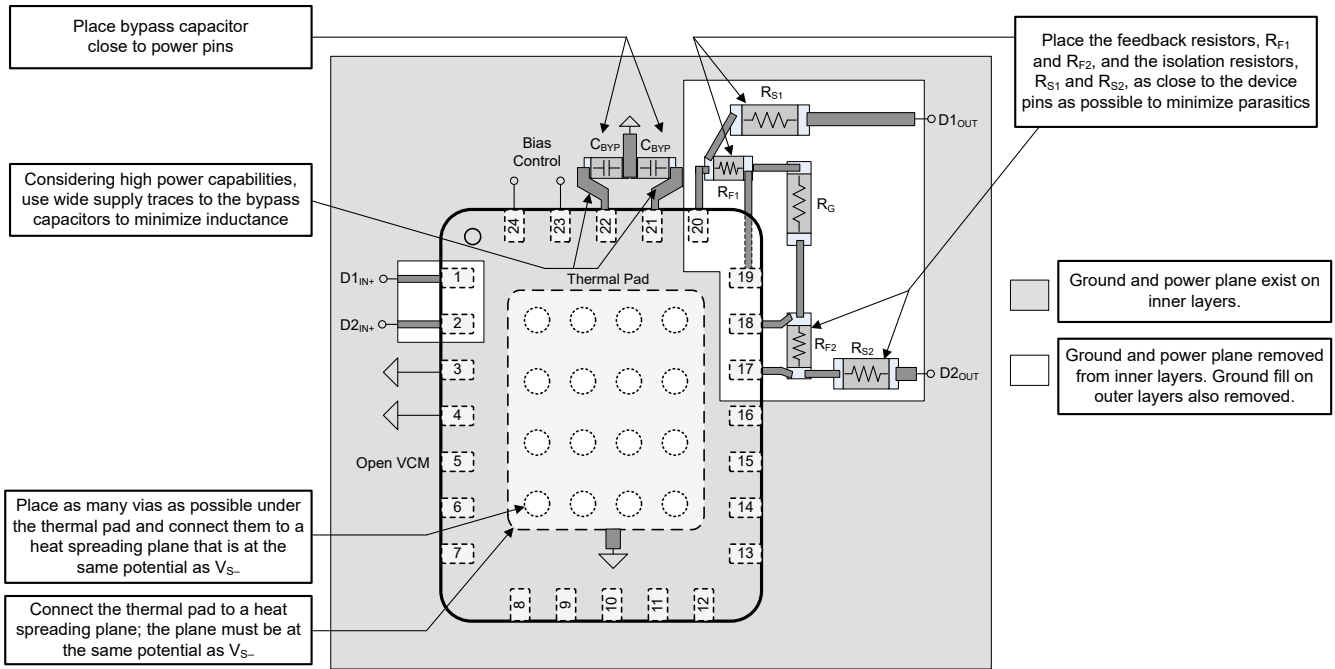 Place bypass capacitor
close to power pins
Considering high power capabilities,
use wide supply traces to the bypass
capacitors to minimize inductance
Place as many vias as possible under
the thermal pad and connect them to a
heat spreading plane that is at the
same potential as VS–
Connect the thermal pad to a heat
spreading plane; the plane must be at
the same potential as VS–
Place the feedback resistors, RF1
and RF2, and the isolation resistors,
RS1 and RS2, as close to the device
pins as possible to minimize parasitics
Ground and power plane exist on
inner layers.
Ground and power plane removed
from inner layers. Ground fill on
outer layers also removed.
Bias
Control
CBYP
CBYP
RS1
D1OUT
RF1
RG
RF2
RS2
D2OUT
24
23
22
21
20
Thermal Pad
D1IN+
1
D2IN+
2
3
4
Open VCM
5
6
7
8
9
10
11
12
13
14
15
16
17
18
19